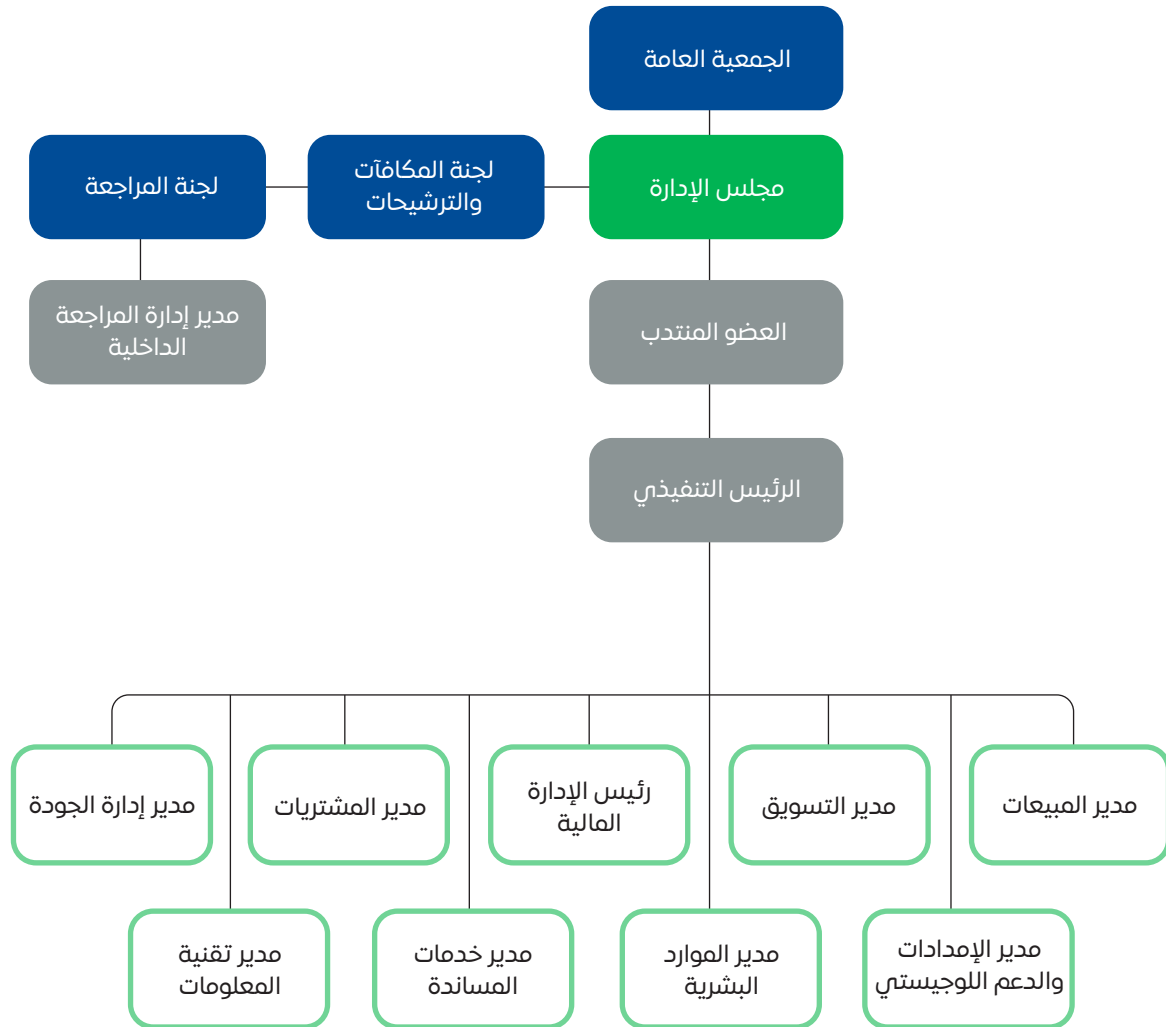 الجمعية العامة
مجلس الإدارة
لجنة المكافآت
والترشيحات
لجنة المراجعة
العضو المنتدب
مدير إدارة المراجعة
الداخلية
الرئيس التنفيذي
مدير المبيعات
مدير التسويق
رئيس الإدارة
المالية
مدير المشتريات
مدير إدارة الجودة
مدير الإمدادات
والدعم اللوجيستي
مدير الموارد
البشرية
مدير خدمات
المساندة
مدير تقنية
المعلومات